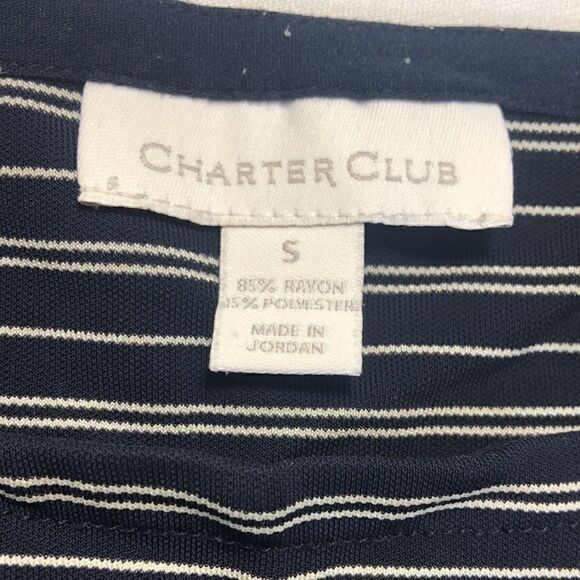 CHARTER CLUB
S
85% RAYON
15% POLYESTER
MADE IN
JORDAN